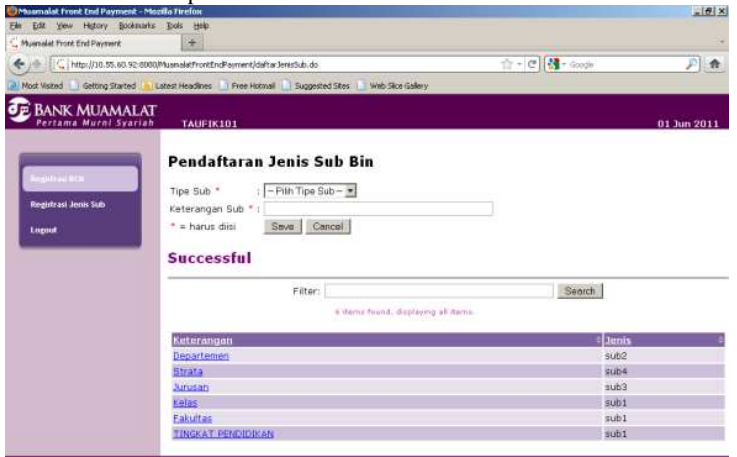 Muamalat Front End Payment - Mozilla Firefox
File Edit View History Bookmarks Tools Help
Muamalat Front End Payment +
http://10.55.60.92:8080/MuamalatFrontEndPayment/daftarJenisSub.do Google
Most Visited Getting Started Latest Headlines Free Hotmail Suggested Sites Web Slice Gallery
BANK MUAMALAT
Pertama Murni Syariah TAUFIK101 01 Jun 2011
Pendaftaran Jenis Sub Bin
Registrasi BCN
Tipe Sub * : -- Pilih Tipe Sub --
Registrasi Jenis Sub
Keterangan Sub * :
* = harus diisi Save Cancel
Logout
Successful
Filter: Search
6 items found, displaying all items.
Keterangan Jenis
Departemen sub2
Strata sub4
Jurusan sub3
Kelas sub1
Fakultas sub1
TINGKAT PENDIDIKAN sub1